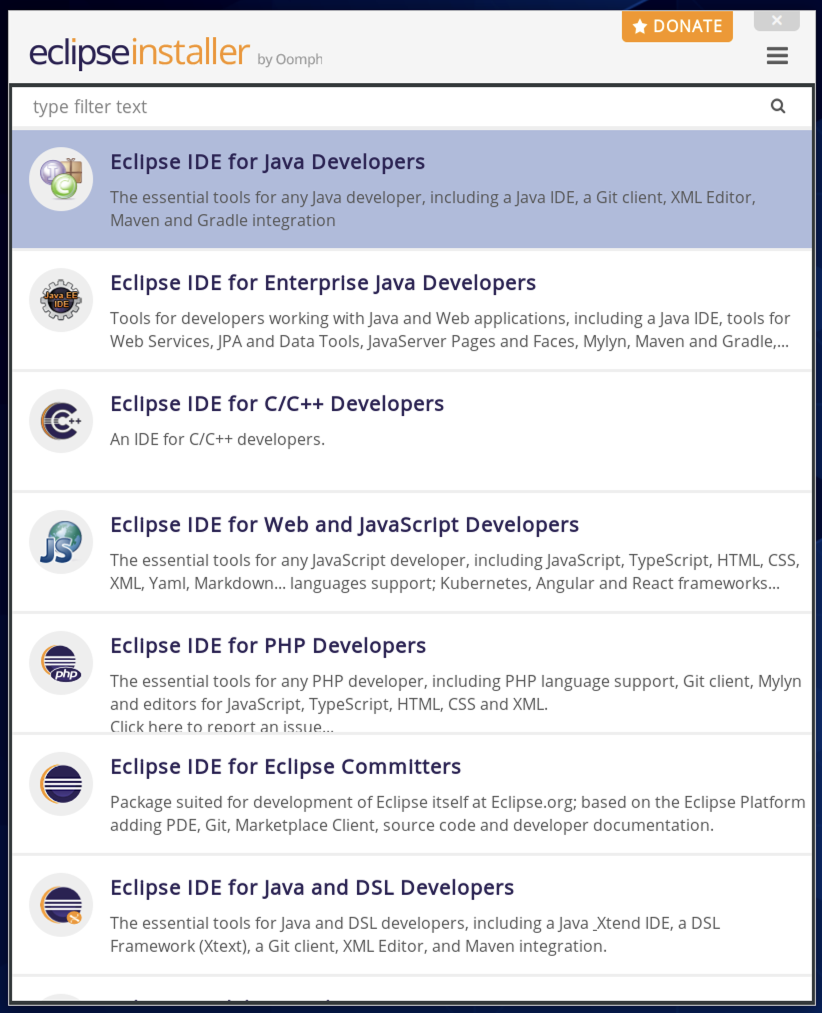 DONATE
eclipseinstaller by Oomph
type filter text
Eclipse IDE for Java Developers
The essential tools for any Java developer, including a Java IDE, a Git client, XML Editor,
Maven and Gradle integration
Java EE
IDE
Eclipse IDE for Enterprise Java Developers
Tools for developers working with Java and Web applications, including a Java IDE, tools for
Web Services, JPA and Data Tools, JavaServer Pages and Faces, Mylyn, Maven and Gradle,...
C++
Eclipse IDE for C/C++ Developers
An IDE for C/C++ developers.
JS
Eclipse IDE for Web and JavaScript Developers
The essential tools for any JavaScript developer, including JavaScript, TypeScript, HTML, CSS,
XML, Yaml, Markdown... languages support; Kubernetes, Angular and React frameworks...
php
Eclipse IDE for PHP Developers
The essential tools for any PHP developer, including PHP language support, Git client, Mylyn
and editors for JavaScript, TypeScript, HTML, CSS and XML.
Click here to report an issue...
Eclipse IDE for Eclipse Committers
Package suited for development of Eclipse itself at Eclipse.org; based on the Eclipse Platform
adding PDE, Git, Marketplace Client, source code and developer documentation.
Eclipse IDE for Java and DSL Developers
The essential tools for Java and DSL developers, including a Java _Xtend IDE, a DSL
Framework (Xtext), a Git client, XML Editor, and Maven integration.